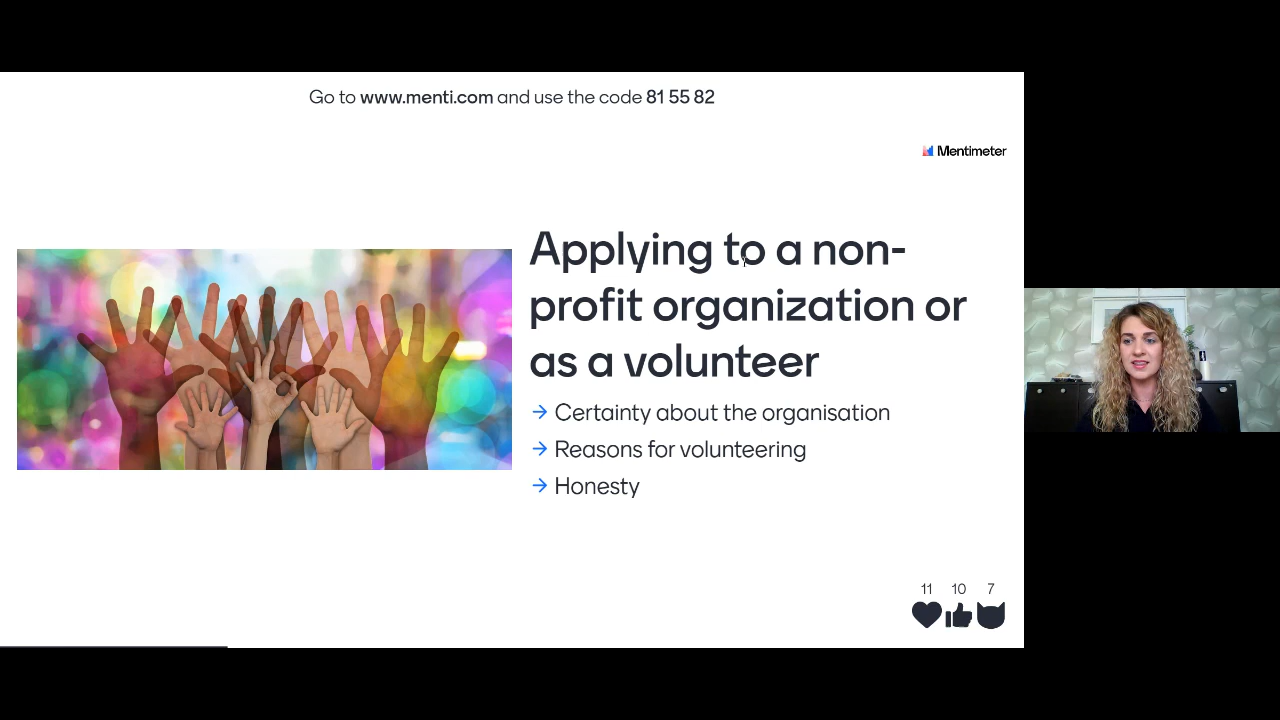 Go to www.menti.com and use the code 81 55 82
Mentimeter
Applying to a non-
profit organization or
as a volunteer
→ Certainty about the organisation
→ Reasons for volunteering
→ Honesty
11 10 7